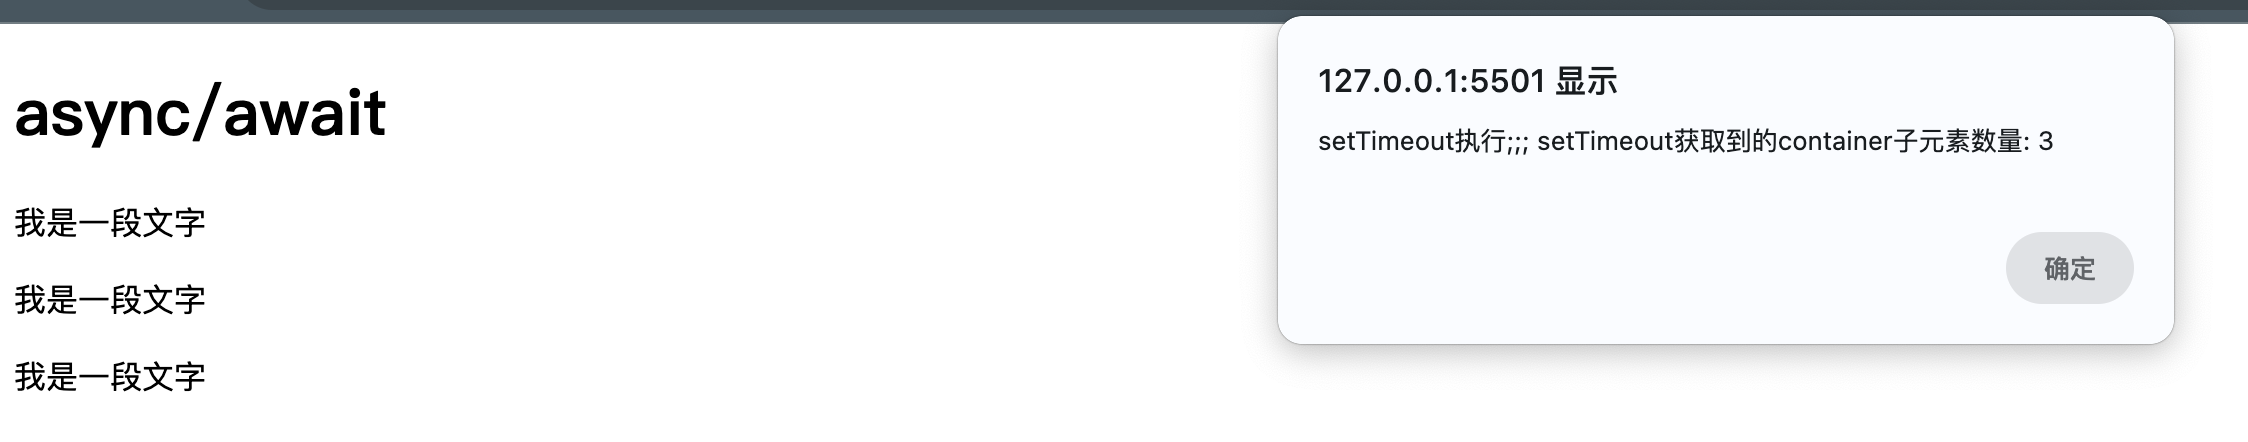 async/await
我是一段文字
我是一段文字
我是一段文字
127.0.0.1:5501 显示
setTimeout执行;;; setTimeout获取到的container子元素数量: 3
确定